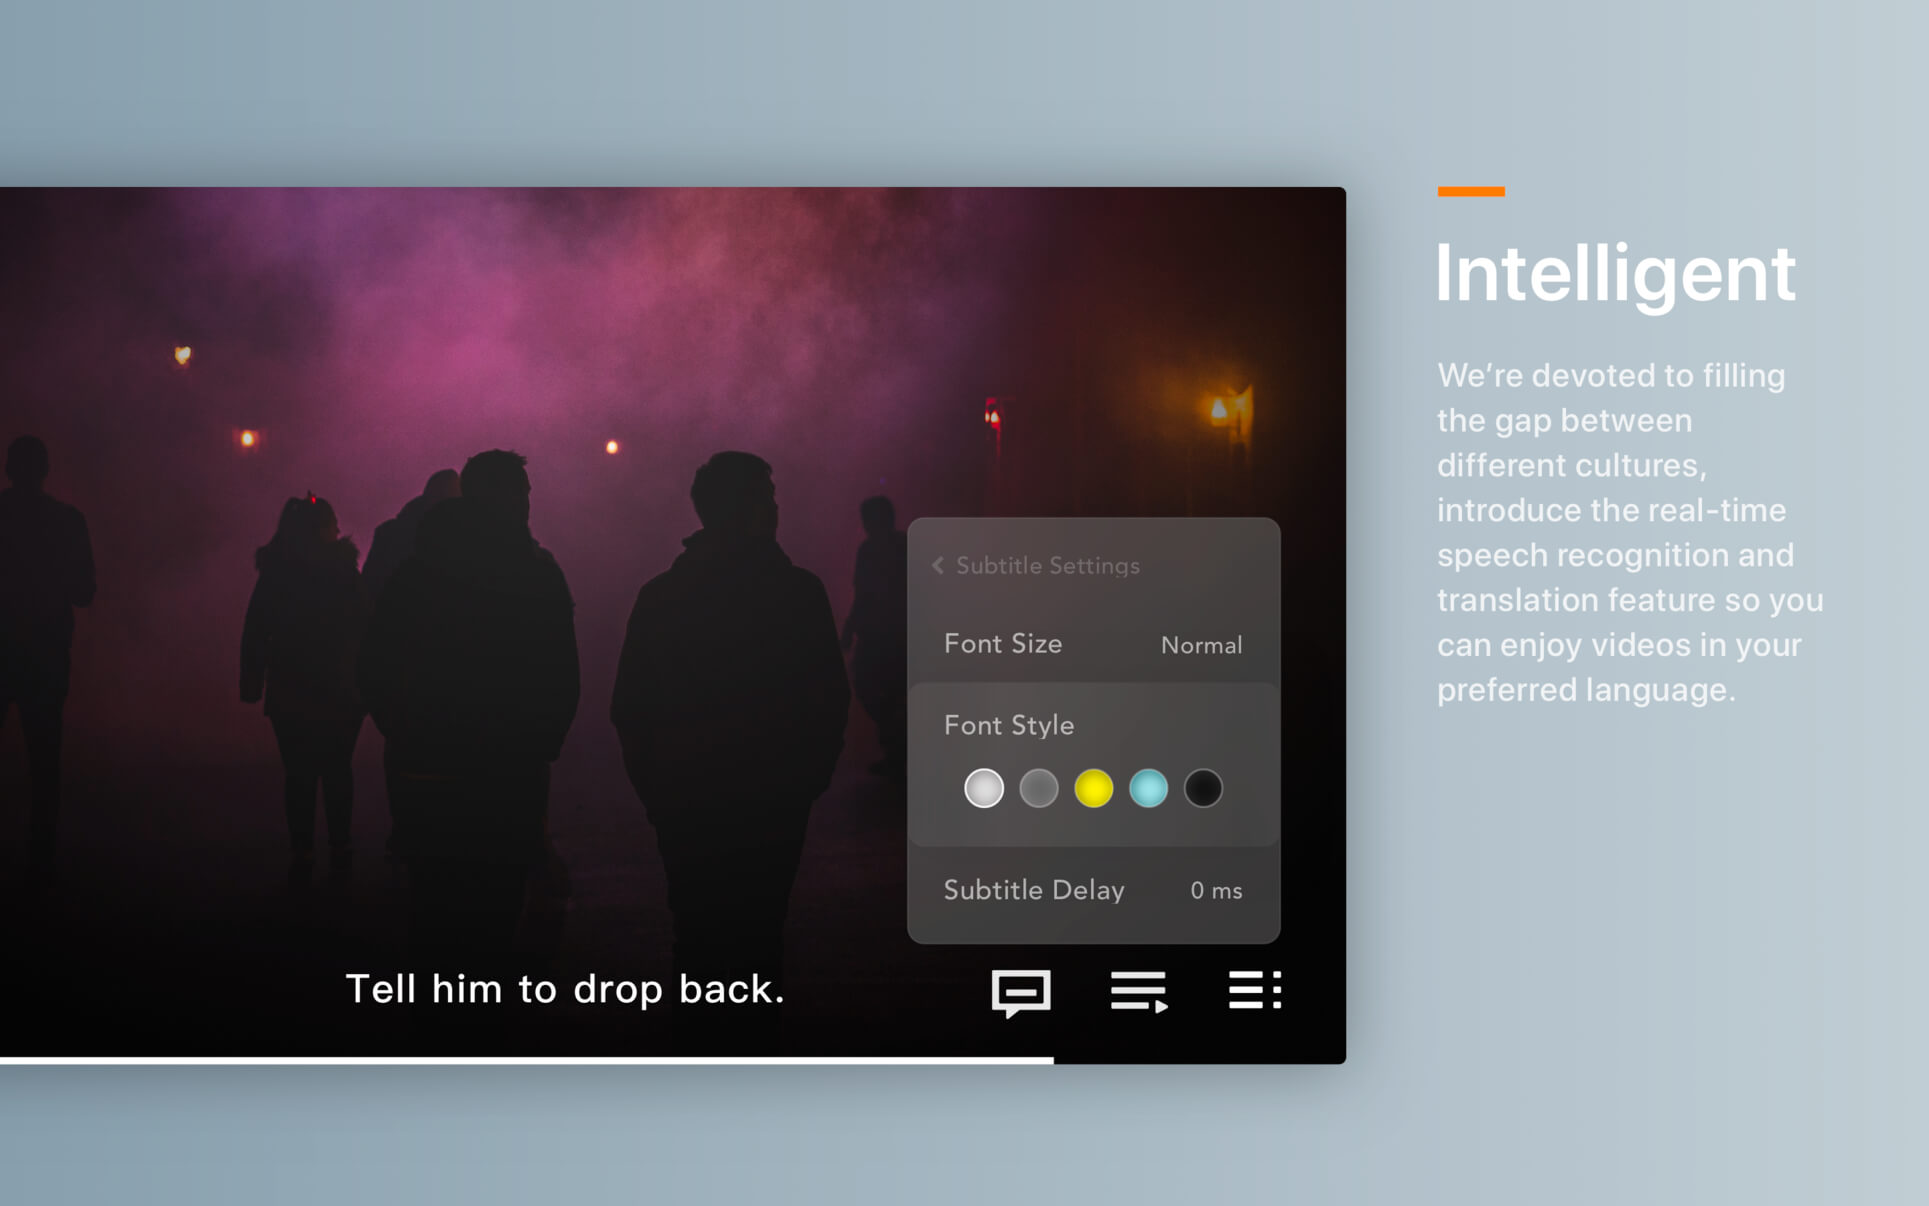 Intelligent
We’re devoted to filling
the gap between
different cultures,
introduce the real-time
speech recognition and
translation feature so you
can enjoy videos in your
preferred language.
Subtitle Settings
Font Size Normal
Font Style
Subtitle Delay 0 ms
Tell him to drop back.